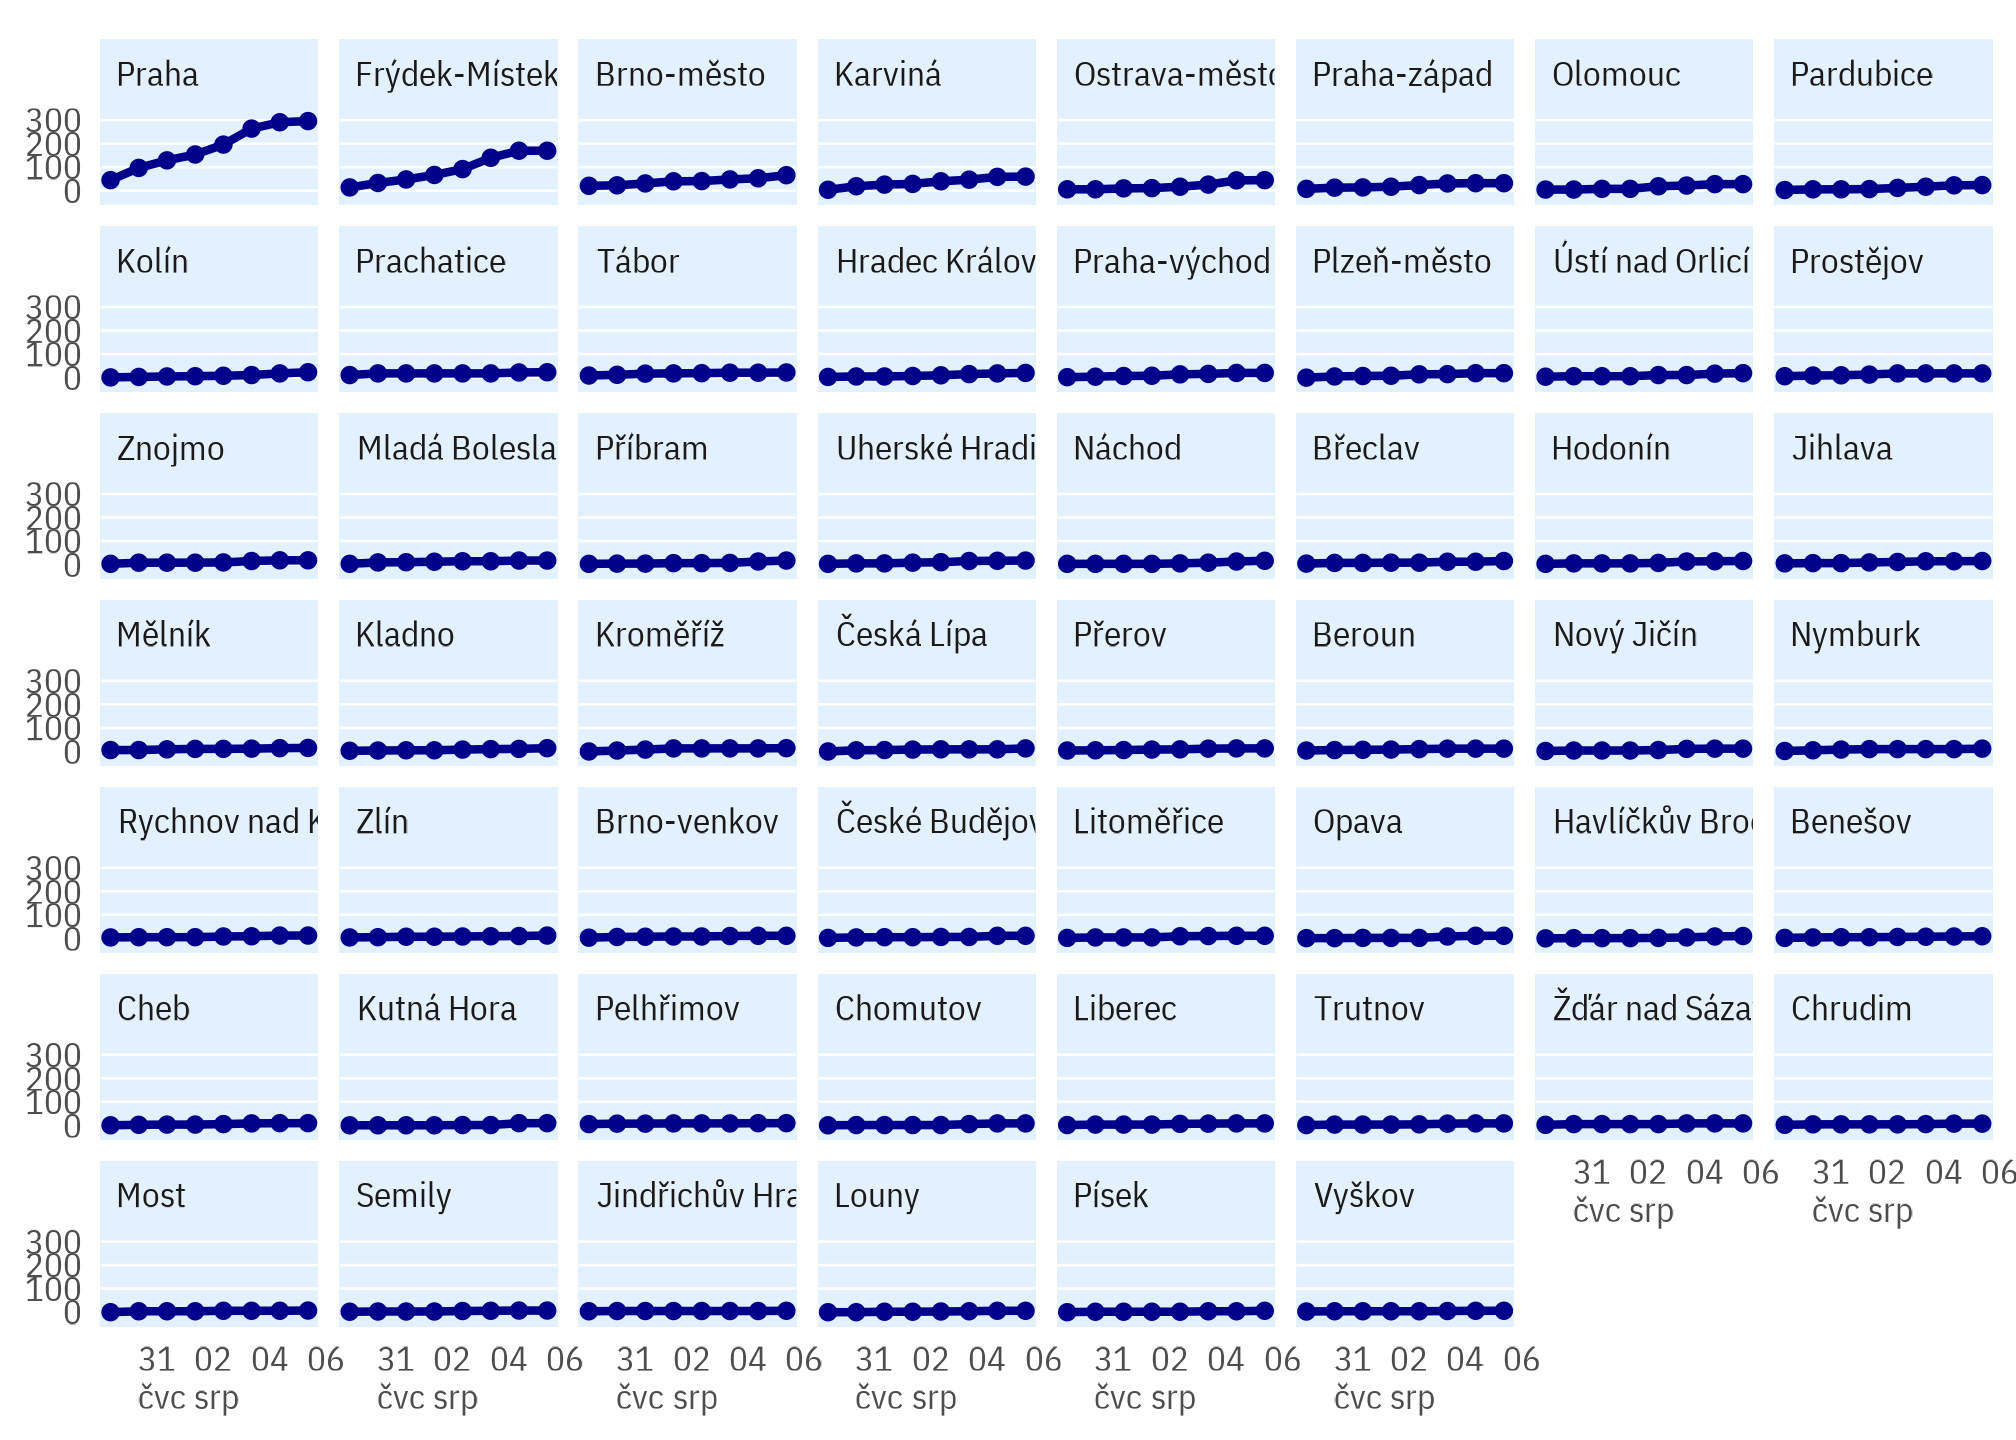 Praha Frýdek-Místek Brno-město Karviná Ostrava-město Praha-západ Olomouc Pardubice
300
200
100
0
Kolín Prachatice Tábor Hradec Králov Praha-východ Plzeň-město Ústí nad Orlicí Prostějov
300
200
100
0
Znojmo Mladá Bolesla Příbram Uherské Hradi Náchod Břeclav Hodonín Jihlava
300
200
100
0
Mělník Kladno Kroměříž Česká Lípa Přerov Beroun Nový Jičín Nymburk
300
200
100
0
Rychnov nad K Zlín Brno-venkov České Budějov Litoměřice Opava Havlíčkův Bro Benešov
300
200
100
0
Cheb Kutná Hora Pelhřimov Chomutov Liberec Trutnov Žďár nad Sáza Chrudim
300
200
100
0
31 02 04 06 31 02 04 06
čvc srp čvc srp
Most Semily Jindřichův Hra Louny Písek Vyškov
300
200
100
0
31 02 04 06 31 02 04 06 31 02 04 06 31 02 04 06 31 02 04 06 31 02 04 06
čvc srp čvc srp čvc srp čvc srp čvc srp čvc srp